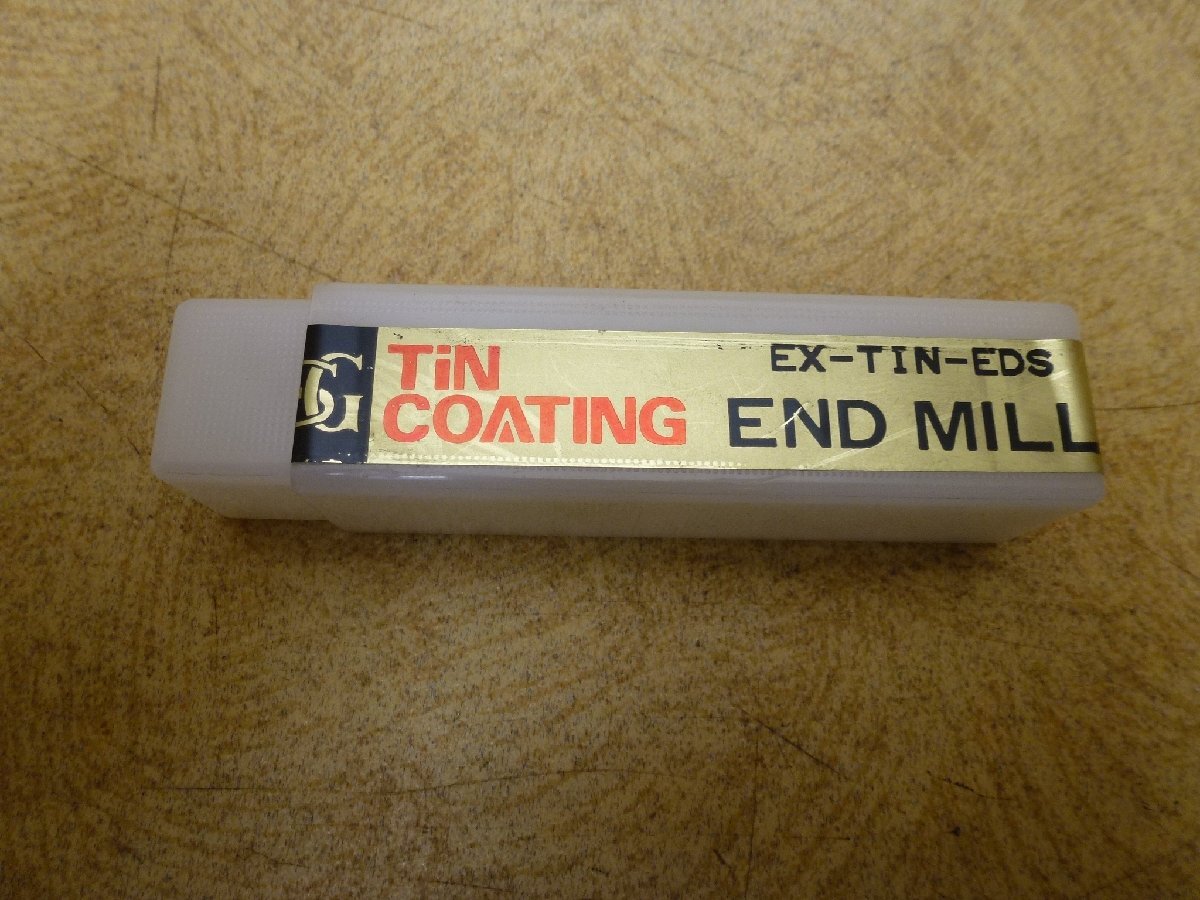 TiN
COATING
EX-TIN-EDS
END MILL